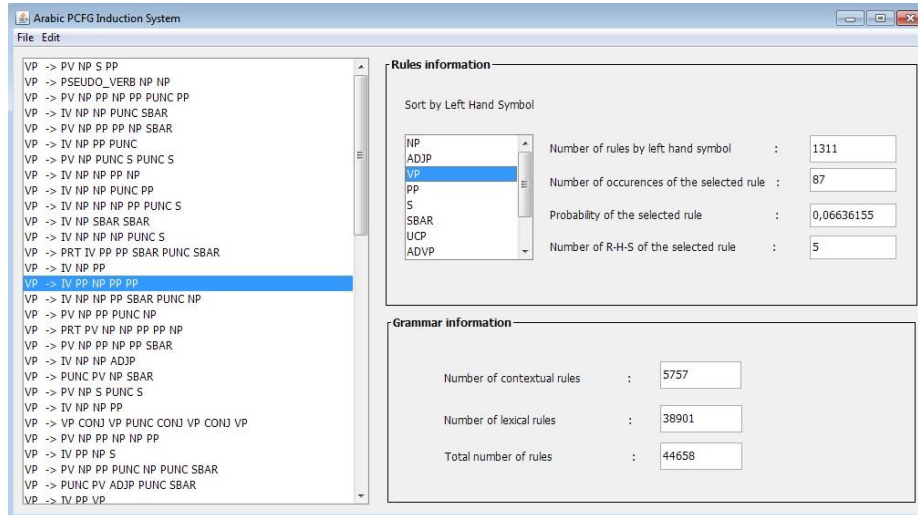 Arabic PCFG Induction System
File Edit
VP -> PV NP S PP
VP -> PSEUDO_VERB NP NP
VP -> PV NP PP NP PP PUNC PP
VP -> IV NP NP PUNC SBAR
VP -> PV NP PP PP NP SBAR
VP -> IV NP PP PUNC
VP -> PV NP PUNC S PUNC S
VP -> IV NP NP PP NP
VP -> IV NP NP PUNC PP
VP -> IV NP NP NP PP PUNC S
VP -> IV NP SBAR SBAR
VP -> IV NP NP NP PUNC S
VP -> PRT IV PP PP SBAR PUNC SBAR
VP -> IV NP PP
VP -> IV PP NP PP PP
VP -> IV NP NP PP SBAR PUNC NP
VP -> PV NP PP PUNC NP
VP -> PRT PV NP NP PP PP NP
VP -> PV NP PP NP PP SBAR
VP -> IV NP NP ADJP
VP -> PUNC PV NP SBAR
VP -> PV NP S PUNC S
VP -> IV NP NP PP
VP -> VP CONJ VP PUNC CONJ VP CONJ VP
VP -> PV NP PP NP NP PP
VP -> IV PP NP S
VP -> PV NP PP PUNC NP PUNC SBAR
VP -> PUNC PV ADJP PUNC SBAR
VP -> IV PP VP
Rules information
Sort by Left Hand Symbol
NP
ADJP
VP
PP
S
SBAR
UCP
ADVP
Number of rules by left hand symbol : 1311
Number of occurences of the selected rule : 87
Probability of the selected rule : 0,06636155
Number of R-H-S of the selected rule : 5
Grammar information
Number of contextual rules : 5757
Number of lexical rules : 38901
Total number of rules : 44658